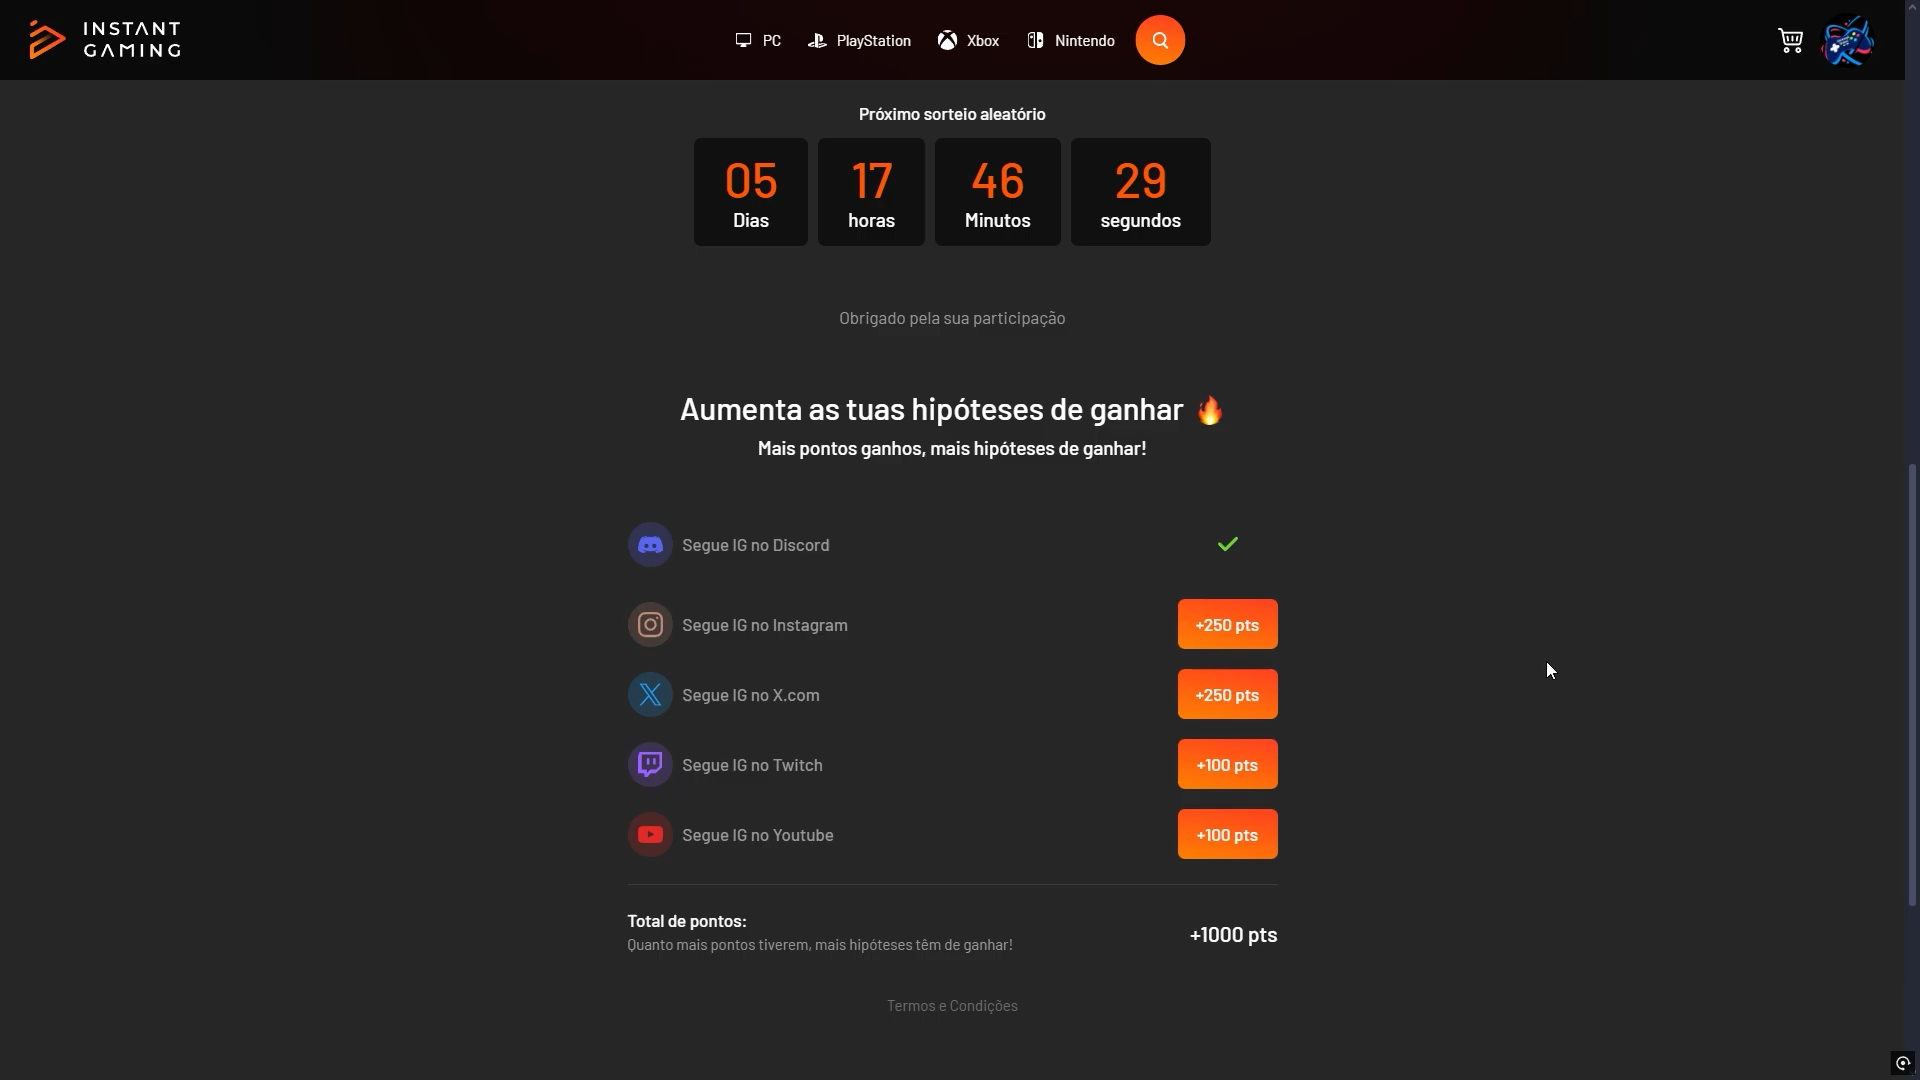 INSTANT
GAMING
PC
PlayStation
Xbox
Nintendo
Próximo sorteio aleatório
05
17
46
29
Dias
horas
Minutos
segundos
Obrigado pela sua participação
Aumenta as tuas hipóteses de ganhar 🔥
Mais pontos ganhos, mais hipóteses de ganhar!
Segue IG no Discord
Segue IG no Instagram
+250 pts
Segue IG no X.com
+250 pts
Segue IG no Twitch
+100 pts
Segue IG no Youtube
+100 pts
Total de pontos:
Quanto mais pontos tiverem, mais hipóteses têm de ganhar!
+1000 pts
Termos e Condições